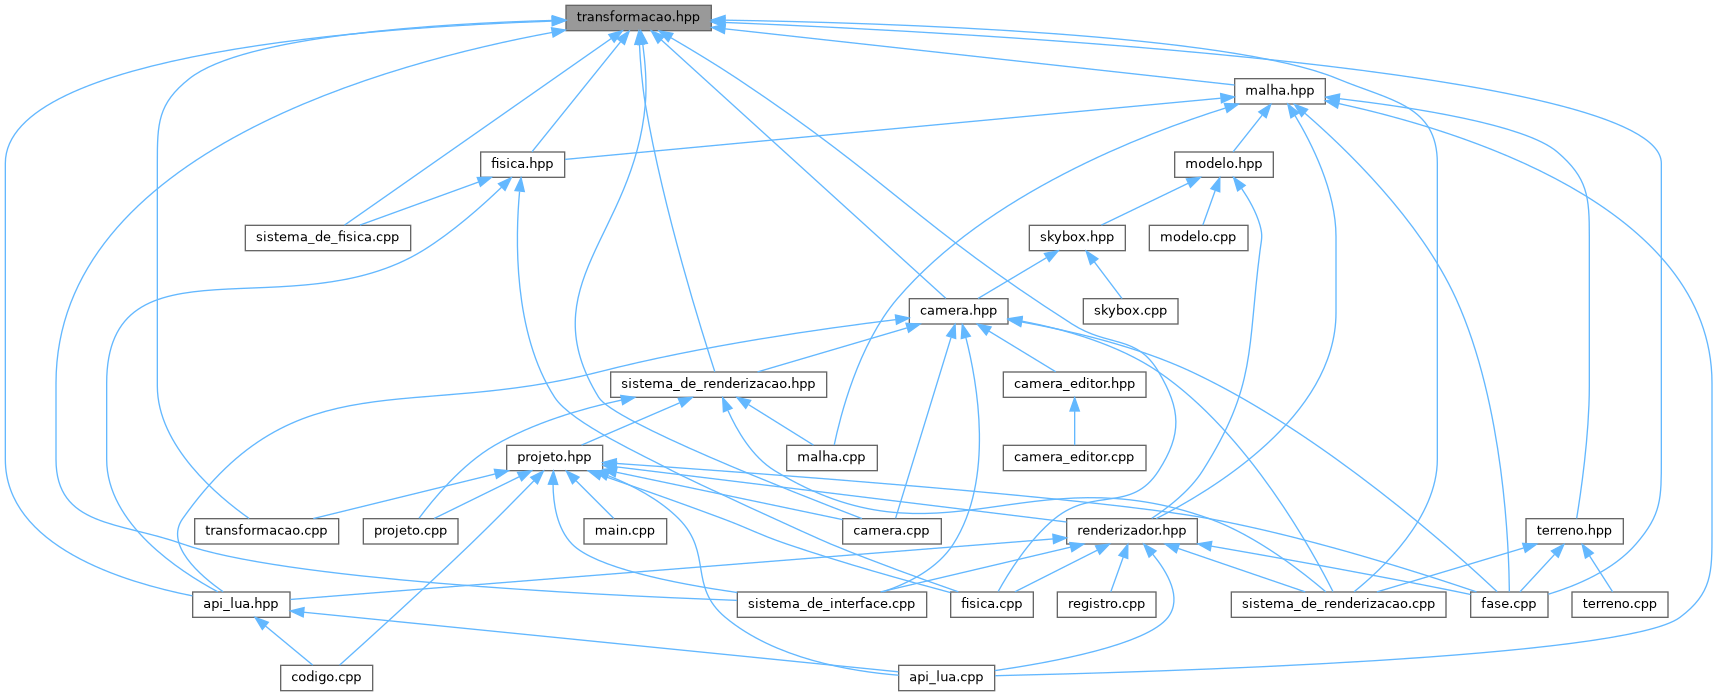 transformacao.hpp
malha.hpp
fisica.hpp
modelo.hpp
sistema_de_fisica.cpp
skybox.hpp
modelo.cpp
camera.hpp
skybox.cpp
sistema_de_renderizacao.hpp
camera_editor.hpp
projeto.hpp
malha.cpp
camera_editor.cpp
transformacao.cpp
projeto.cpp
main.cpp
camera.cpp
renderizador.hpp
terreno.hpp
api_lua.hpp
sistema_de_interface.cpp
fisica.cpp
registro.cpp
sistema_de_renderizacao.cpp
fase.cpp
terreno.cpp
codigo.cpp
api_lua.cpp